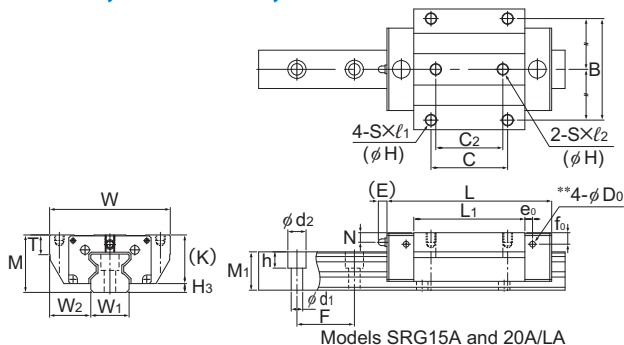 B
4-S×ℓ1
(φH)
C2
C
2-S×ℓ2
(φH)
W
T
M
(K)
H3
W2
W1
(E)
L
L1
e0
**4-φD0
f0
φd2
N
h
M1
φd1
F
Models SRG15A and 20A/LA